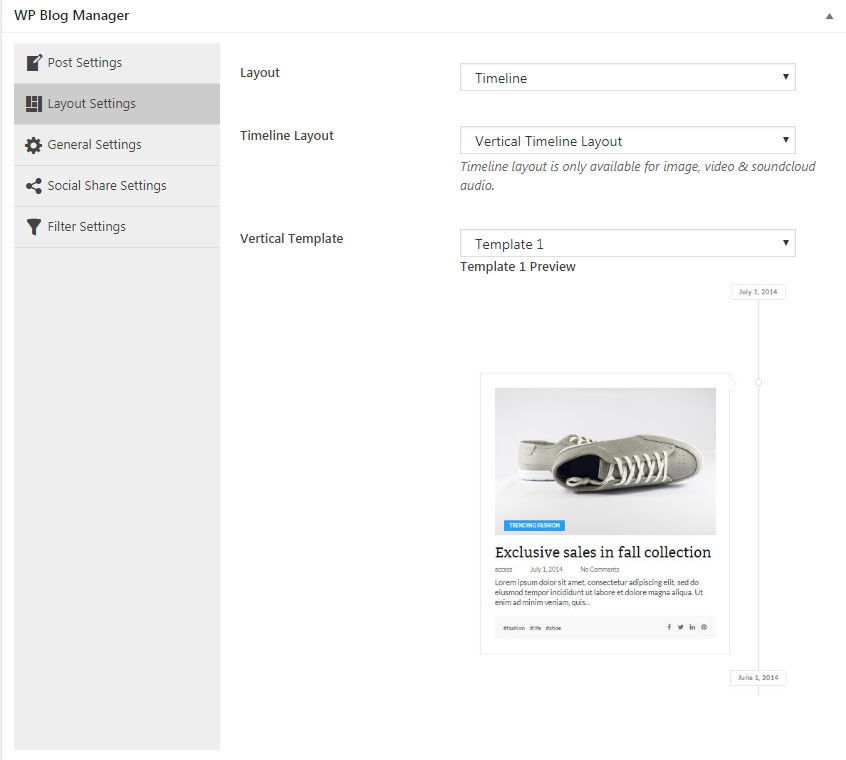 WP Blog Manager
Post Settings
Layout Settings
General Settings
Social Share Settings
Filter Settings
Layout
Timeline
Timeline Layout
Vertical Timeline Layout
Timeline layout is only available for image, video & soundcloud
audio.
Vertical Template
Template 1
Template 1 Preview
July 1, 2014
TRENDING FASHION
Exclusive sales in fall collection
access July 1, 2014 No Comments
Lorem ipsum dolor sit amet, consectetur adipiscing elit, sed do
eiusmod tempor incididunt ut labore et dolore magna aliqua. Ut
enim ad minim veniam, quis...
#fashion #life #shoe
June 1, 2014